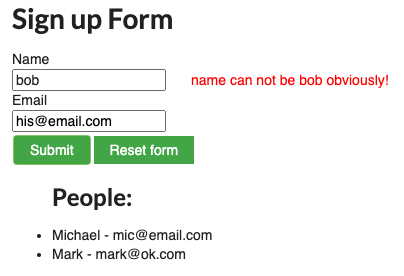 Sign up Form
Name
bob name can not be bob obviously!
Email
his@email.com
Submit Reset form
People:
Michael - mic@email.com
Mark - mark@ok.com